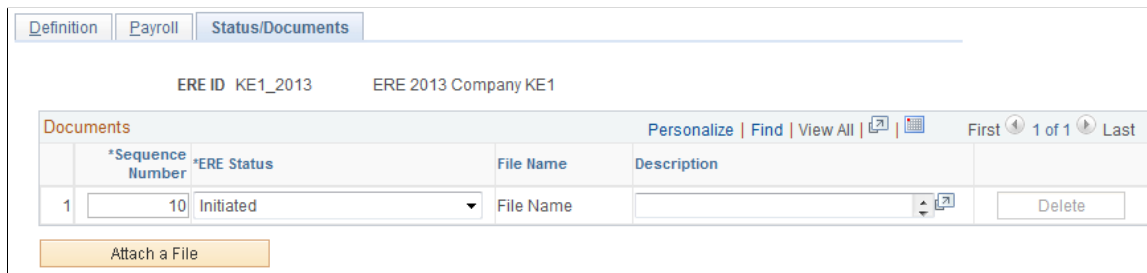 Definition Payroll Status/Documents
ERE ID KE1_2013 ERE 2013 Company KE1
Documents Personalize | Find | View All | | First 1 of 1 Last
*Sequence Number *ERE Status File Name Description
1 10 Initiated File Name Delete
Attach a File